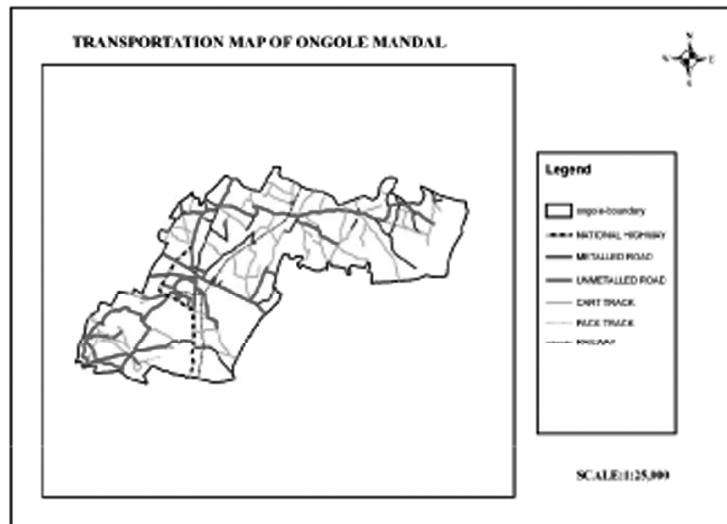 TRANSPORTATION MAP OF ONGOLE MANDAL
N
W E
S
Legend
ongole-boundary
NATIONAL HIGHWAY
METALLED ROAD
UNMETALLED ROAD
CART TRACK
PACK TRACK
RAILWAY
SCALE:1:25,000